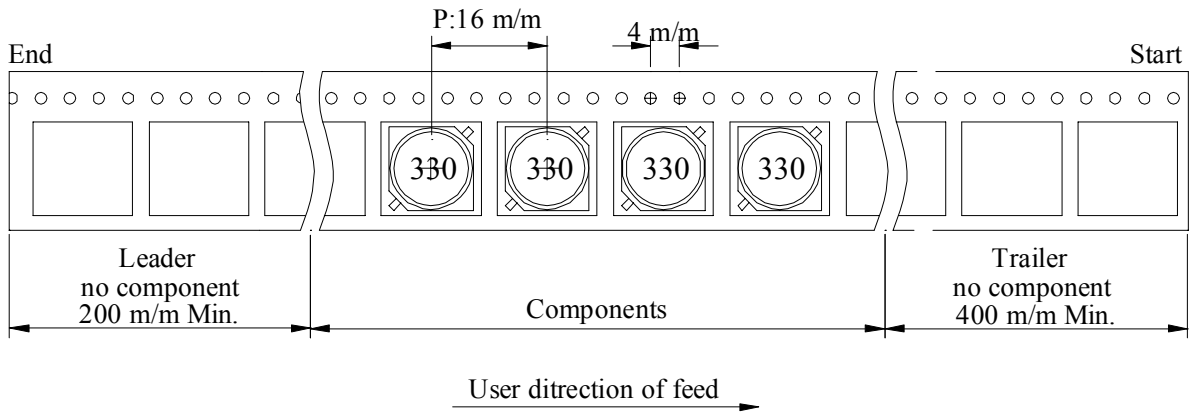 P:16 m/m
4 m/m
End
Start
330 330 330 330
Leader
no component
200 m/m Min.
Components
Trailer
no component
400 m/m Min.
User ditrection of feed